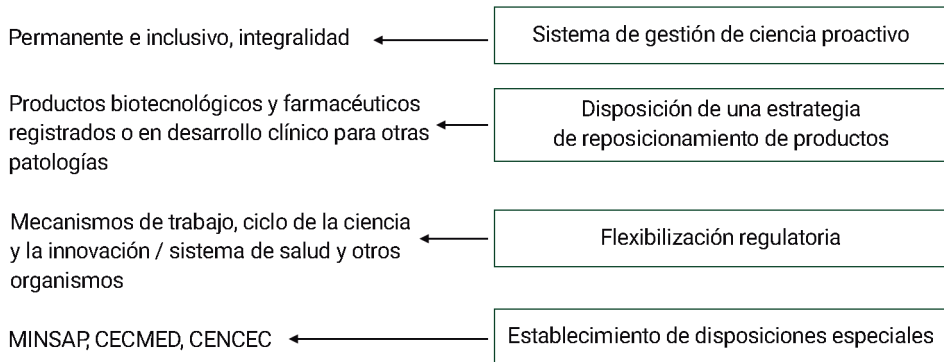 Permanente e inclusivo, integralidad
Sistema de gestión de ciencia proactivo
Productos biotecnológicos y farmacéuticos
registrados o en desarrollo clínico para otras
patologías
Disposición de una estrategia
de reposicionamiento de productos
Mecanismos de trabajo, ciclo de la ciencia
y la innovación / sistema de salud y otros
organismos
Flexibilización regulatoria
MINSAP, CECMED, CENCEC
Establecimiento de disposiciones especiales